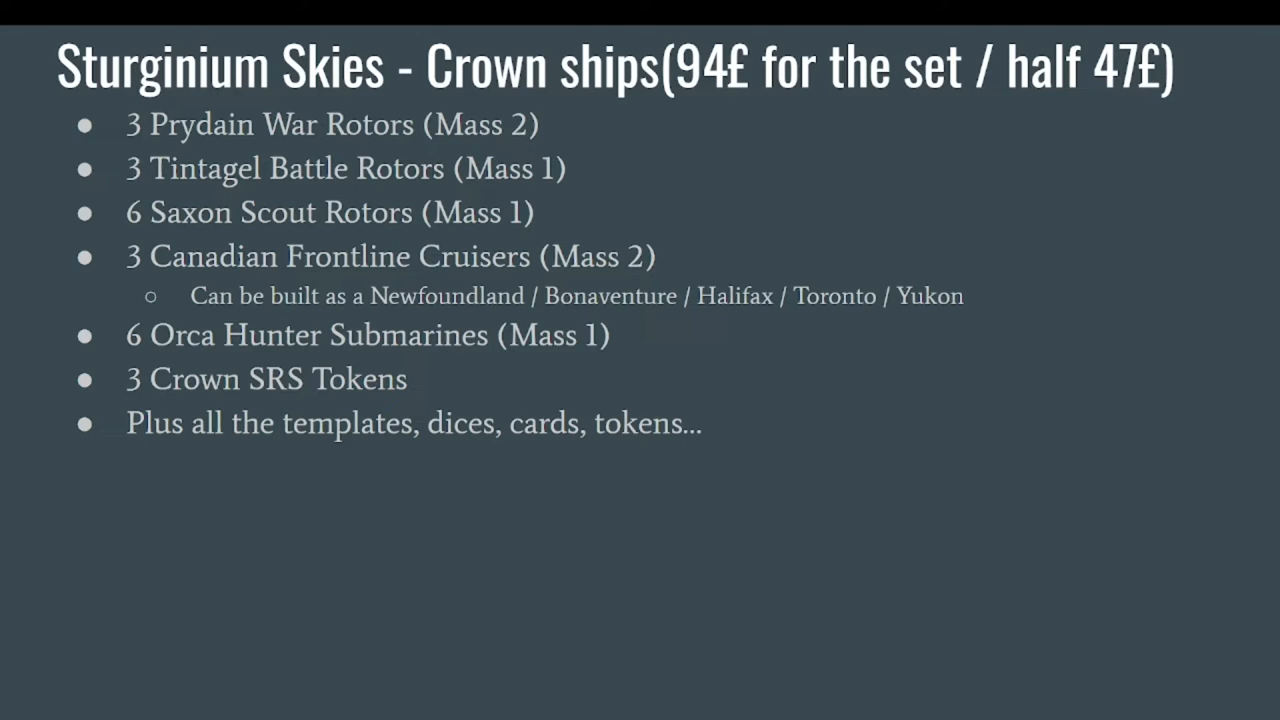 Sturginium Skies - Crown ships(94£ for the set / half 47£)
● 3 Prydain War Rotors (Mass 2)
● 3 Tintagel Battle Rotors (Mass 1)
● 6 Saxon Scout Rotors (Mass 1)
● 3 Canadian Frontline Cruisers (Mass 2)
○ Can be built as a Newfoundland / Bonaventure / Halifax / Toronto / Yukon
● 6 Orca Hunter Submarines (Mass 1)
● 3 Crown SRS Tokens
● Plus all the templates, dices, cards, tokens...